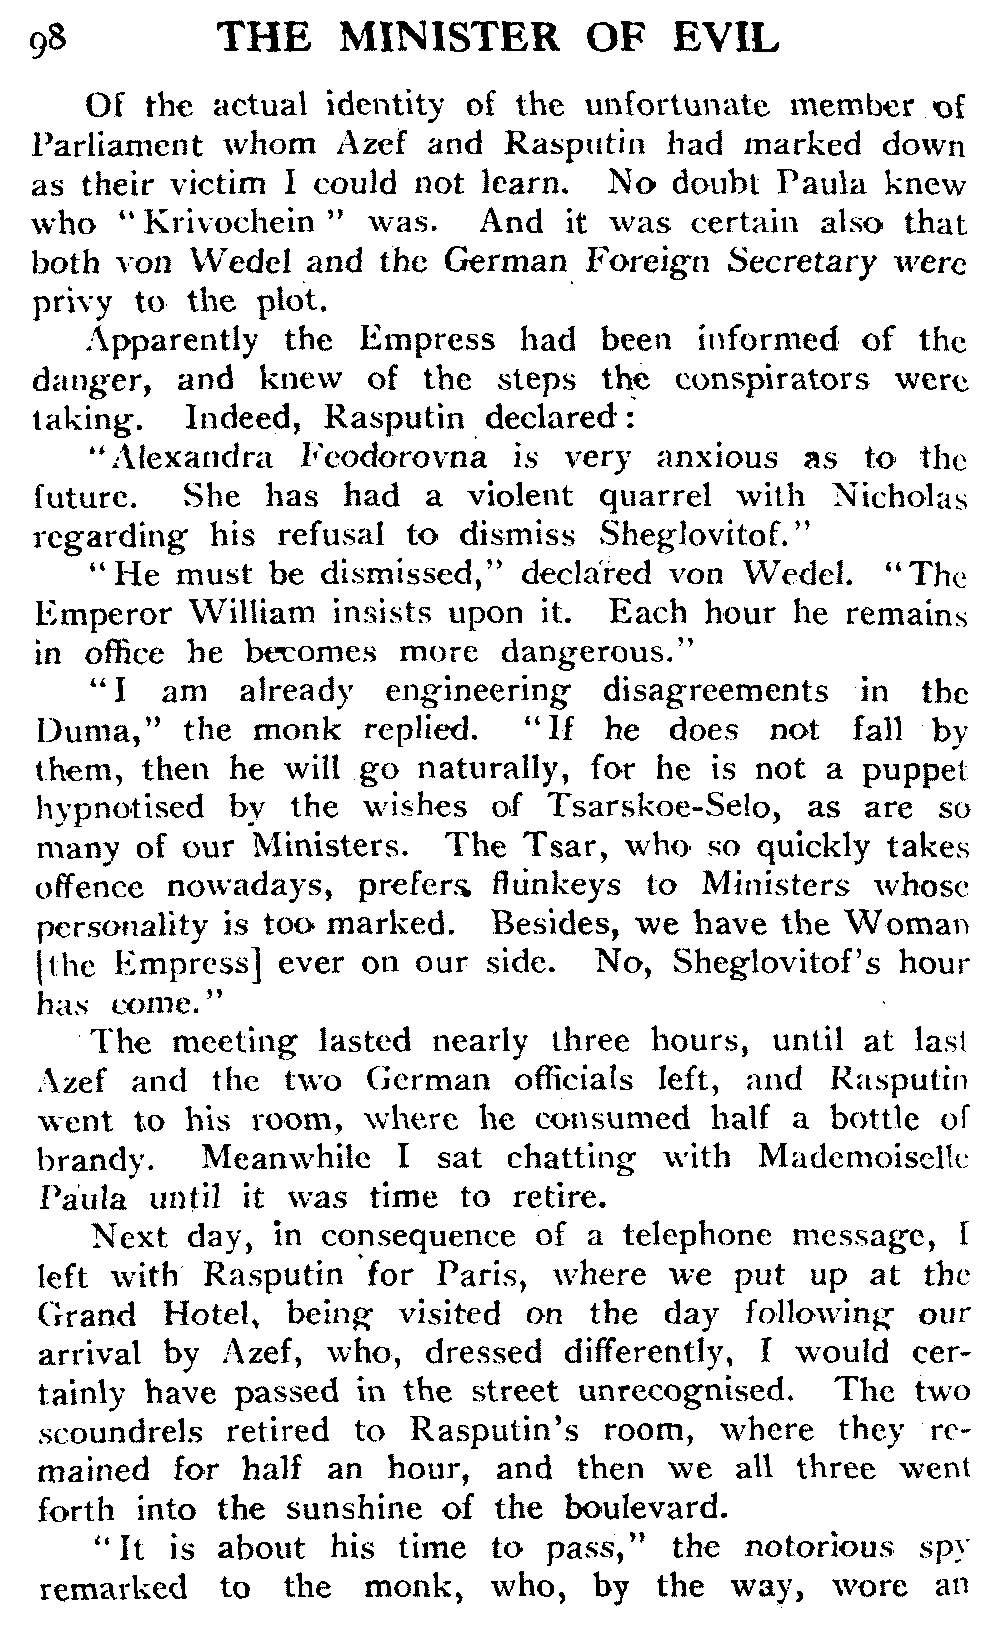 98 THE MINISTER OF EVIL
Of the actual identity of the unfortunate member of
Parliament whom Azef and Rasputin had marked down
as their victim I could not learn. No doubt Paula knew
who "Krivochein" was. And it was certain also that
both von Wedel and the German Foreign Secretary were
privy to the plot.
Apparently the Empress had been informed of the
danger, and knew of the steps the conspirators were
taking. Indeed, Rasputin declared:
"Alexandra Feodorovna is very anxious as to the
future. She has had a violent quarrel with Nicholas
regarding his refusal to dismiss Sheglovitof."
"He must be dismissed," declared von Wedel. "The
Emperor William insists upon it. Each hour he remains
in office he becomes more dangerous."
"I am already engineering disagreements in the
Duma," the monk replied. "If he does not fall by
them, then he will go naturally, for he is not a puppet
hypnotised by the wishes of Tsarskoe-Selo, as are so
many of our Ministers. The Tsar, who so quickly takes
offence nowadays, prefers flunkeys to Ministers whose
personality is too marked. Besides, we have the Woman
[the Empress] ever on our side. No, Sheglovitof's hour
has come."
The meeting lasted nearly three hours, until at last
Azef and the two German officials left, and Rasputin
went to his room, where he consumed half a bottle of
brandy. Meanwhile I sat chatting with Mademoiselle
Paula until it was time to retire.
Next day, in consequence of a telephone message, I
left with Rasputin for Paris, where we put up at the
Grand Hotel, being visited on the day following our
arrival by Azef, who, dressed differently, I would cer-
tainly have passed in the street unrecognised. The two
scoundrels retired to Rasputin's room, where they re-
mained for half an hour, and then we all three went
forth into the sunshine of the boulevard.
"It is about his time to pass," the notorious spy
remarked to the monk, who, by the way, wore an